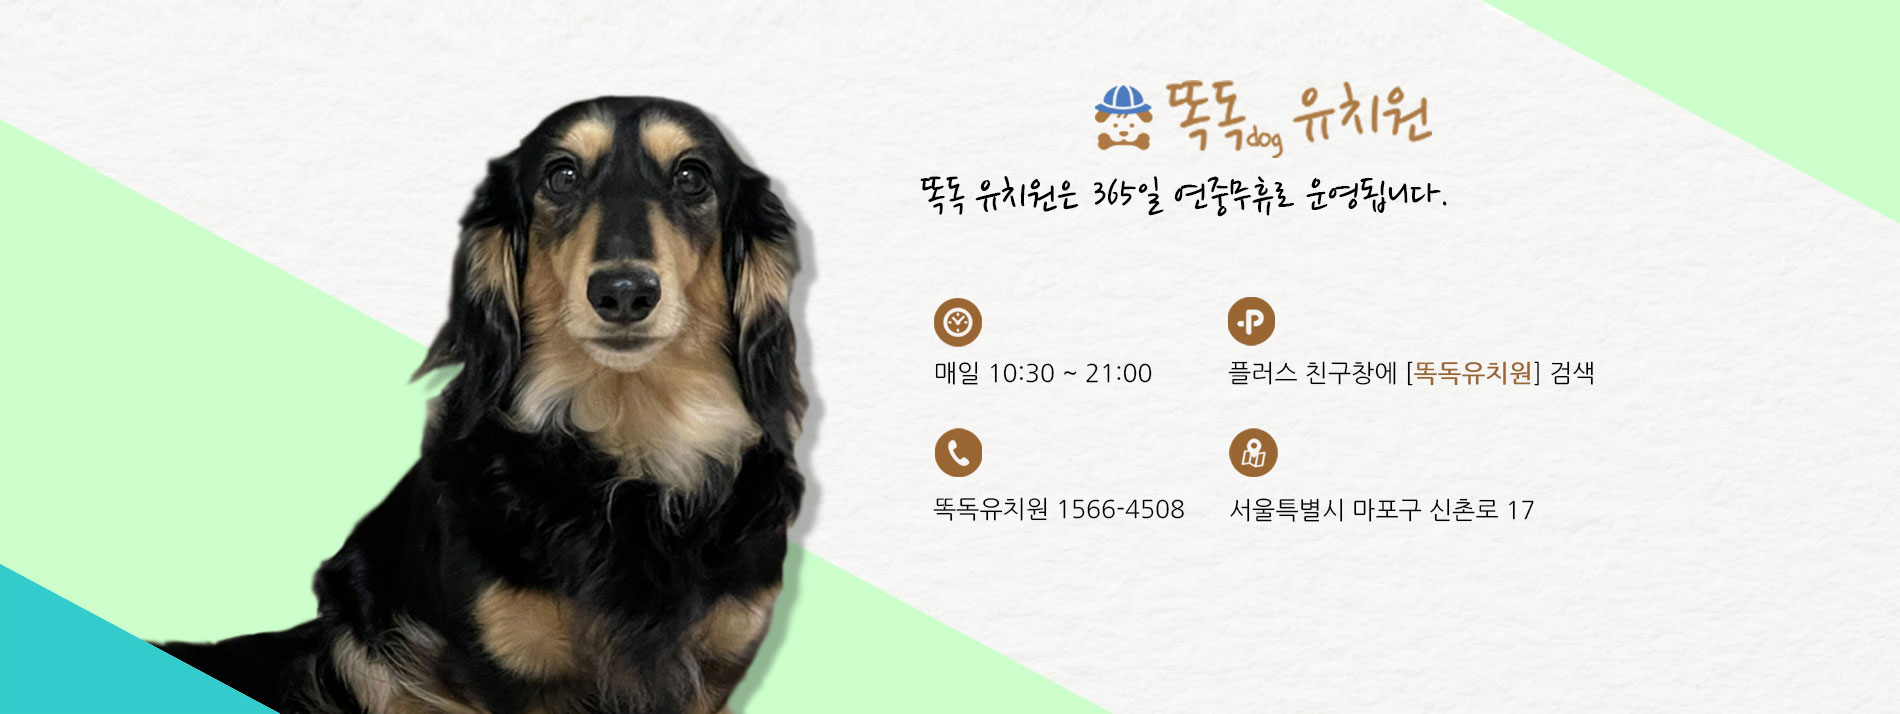 똑독dog 유치원
똑독 유치원은 365일 연중무휴로 운영됩니다.
매일 10:30 ~ 21:00
플러스 친구창에 [똑독유치원] 검색
똑독유치원 1566-4508
서울특별시 마포구 신촌로 17